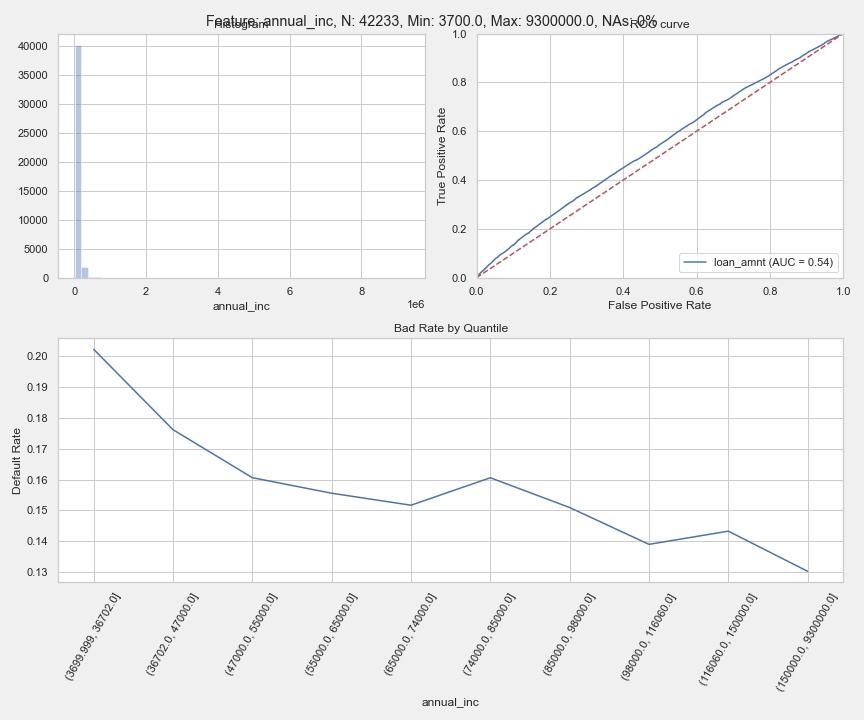 Feature: annual_inc, N: 42233, Min: 3700.0, Max: 9300000.0, NAs: 0%
Histogram
40000
35000
30000
25000
20000
15000
10000
5000
0
0 2 4 6 8
1e6
annual_inc
ROC curve
True Positive Rate
1.0
0.8
0.6
0.4
0.2
0.0
loan_amnt (AUC = 0.54)
0.0 0.2 0.4 0.6 0.8 1.0
False Positive Rate
Bad Rate by Quantile
Default Rate
0.20
0.19
0.18
0.17
0.16
0.15
0.14
0.13
(3699.999, 36702.0]
(36702.0, 47000.0]
(47000.0, 55000.0]
(55000.0, 65000.0]
(65000.0, 74000.0]
(74000.0, 85000.0]
(85000.0, 98000.0]
(98000.0, 116060.0]
(116060.0, 150000.0]
(150000.0, 9300000.0]
annual_inc